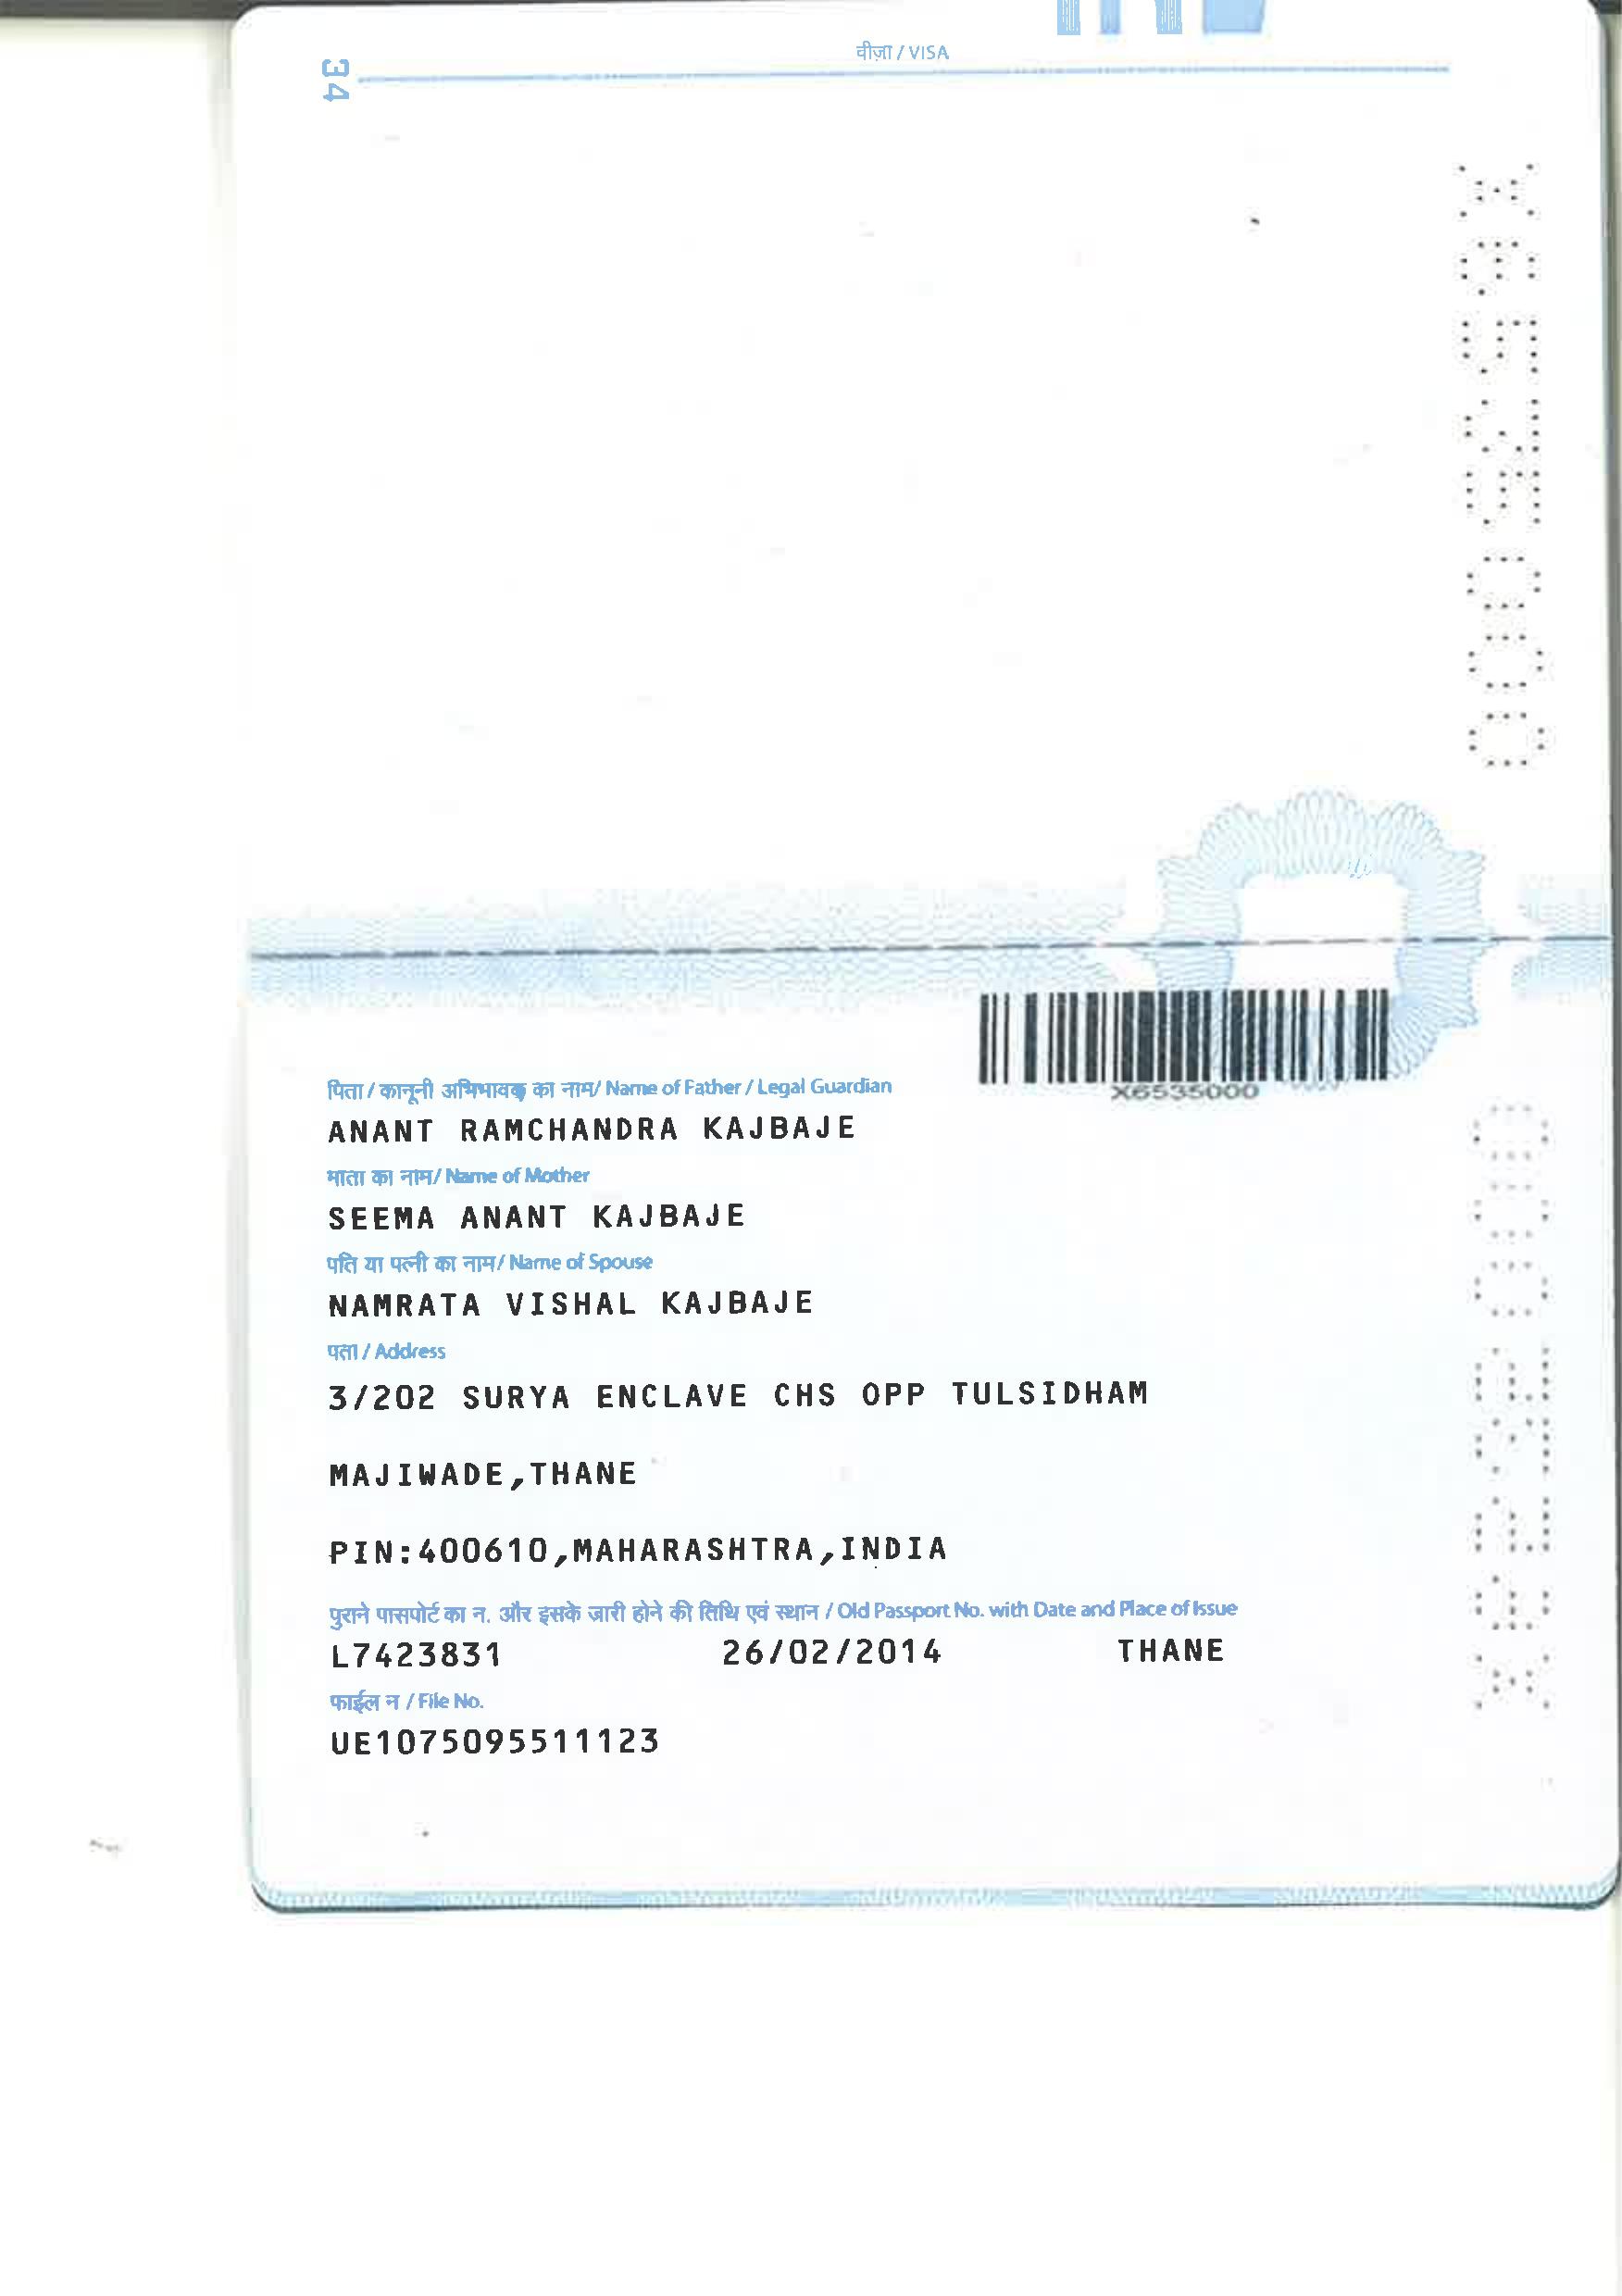 34
वीज़ा / VISA
X6535000
X6535000
पिता / कानूनी अभिभावक का नाम/ Name of Father / Legal Guardian
ANANT RAMCHANDRA KAJBAJE
माता का नाम/ Name of Mother
SEEMA ANANT KAJBAJE
पति या पत्नी का नाम/ Name of Spouse
NAMRATA VISHAL KAJBAJE
पता / Address
3/202 SURYA ENCLAVE CHS OPP TULSIDHAM
MAJIWADE,THANE
PIN:400610,MAHARASHTRA,INDIA
पुराने पासपोर्ट का न. और इसके जारी होने की तिथि एवं स्थान / Old Passport No. with Date and Place of Issue
L7423831 26/02/2014 THANE
फाईल न / File No.
UE1075095511123
X6535000